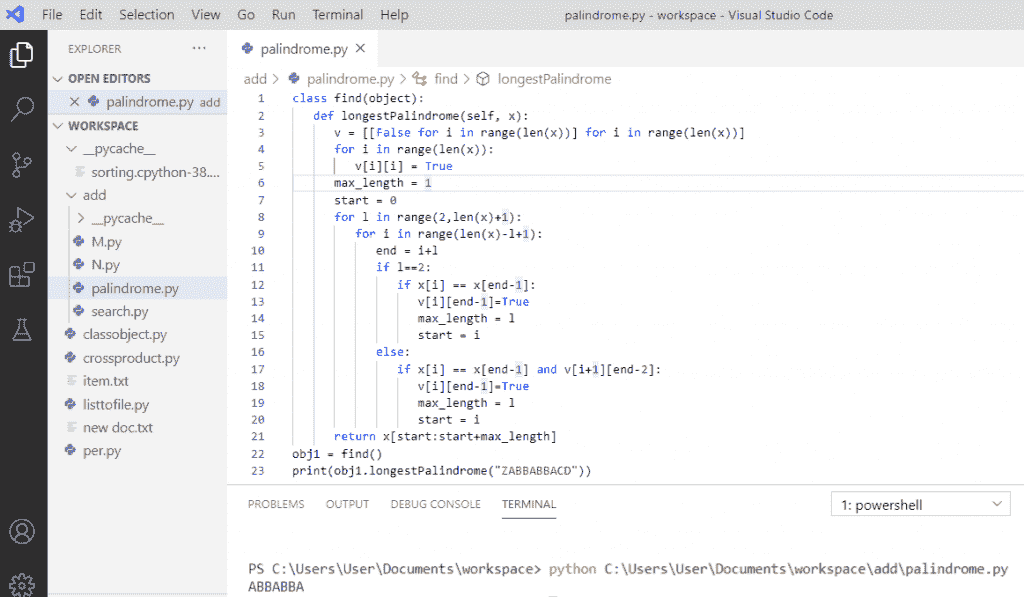 File Edit Selection View Go Run Terminal Help palindrome.py - workspace - Visual Studio Code
EXPLORER ···
OPEN EDITORS
palindrome.py add
WORKSPACE
__pycache__
sorting.cpython-38....
add
__pycache__
M.py
N.py
palindrome.py
search.py
classobject.py
crossproduct.py
item.txt
listtofile.py
new doc.txt
per.py
palindrome.py
add > palindrome.py > find > longestPalindrome
1 class find(object):
2 def longestPalindrome(self, x):
3 v = [[False for i in range(len(x))] for i in range(len(x))]
4 for i in range(len(x)):
5 v[i][i] = True
6 max_length = 1
7 start = 0
8 for l in range(2,len(x)+1):
9 for i in range(len(x)-l+1):
10 end = i+l
11 if l==2:
12 if x[i] == x[end-1]:
13 v[i][end-1]=True
14 max_length = l
15 start = i
16 else:
17 if x[i] == x[end-1] and v[i+1][end-2]:
18 v[i][end-1]=True
19 max_length = l
20 start = i
21 return x[start:start+max_length]
22 obj1 = find()
23 print(obj1.longestPalindrome("ZABBABBACD"))
PROBLEMS OUTPUT DEBUG CONSOLE TERMINAL 1: powershell
PS C:\Users\User\Documents\workspace> python C:\Users\User\Documents\workspace\add\palindrome.py
ABBABBA